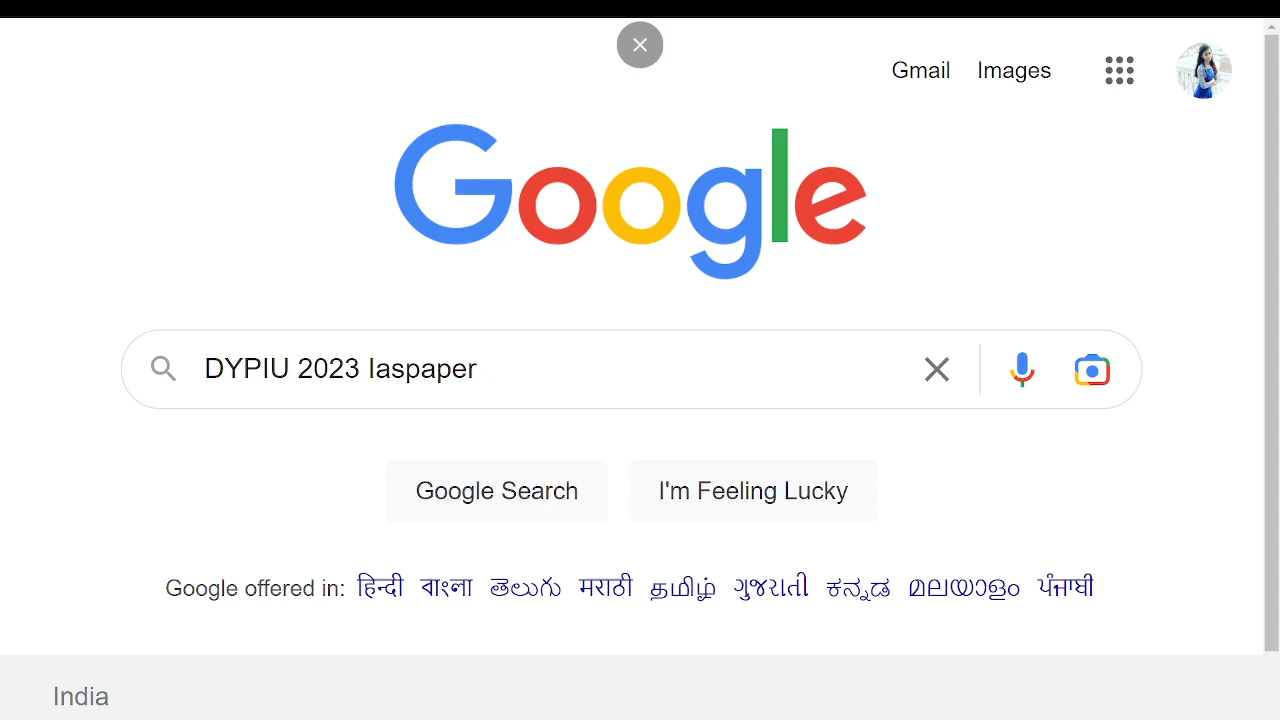 Gmail Images
Google
DYPIU 2023 Iaspaper
Google Search I'm Feeling Lucky
Google offered in: हिन्दी বাংলা తెలుగు मराठी தமிழ் ગુજરાતી ಕನ್ನಡ മലയാളം ਪੰਜਾਬੀ
India